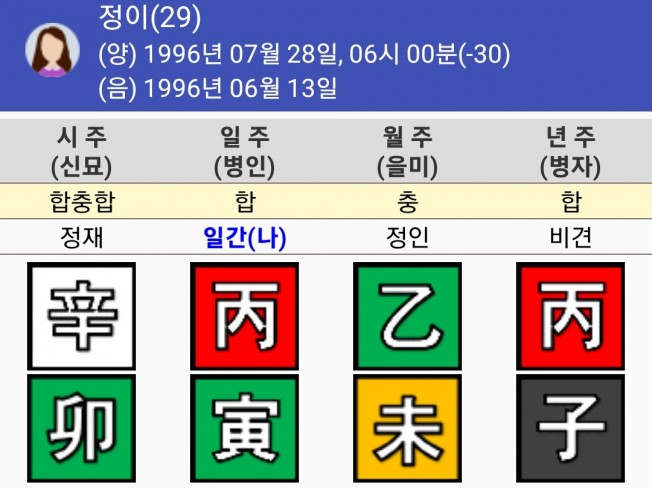 정이(29)
(양) 1996년 07월 28일, 06시 00분(-30)
(음) 1996년 06월 13일
시 주 일 주 월 주 년 주
(신묘) (병인) (을미) (병자)
합충합 합 충 합
정재 일간(나) 정인 비견
辛 丙 乙 丙
卯 寅 未 子